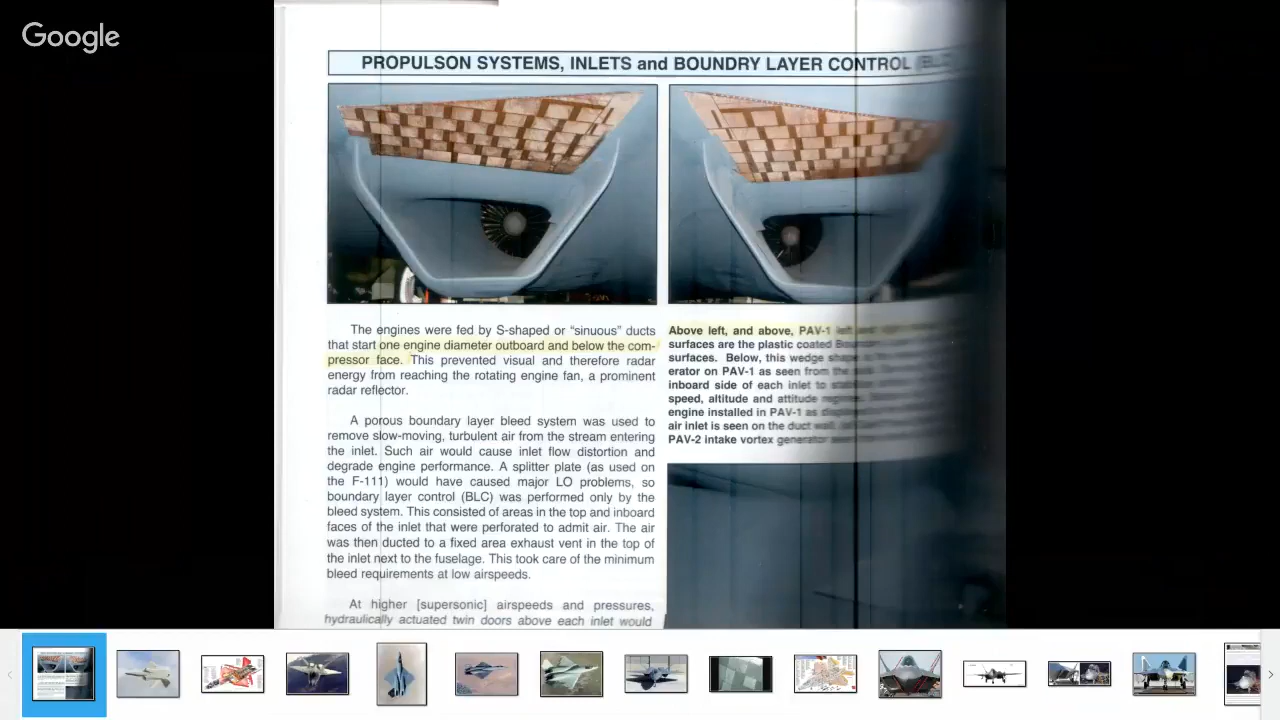 Google
PROPULSON SYSTEMS, INLETS and BOUNDRY LAYER CONTROL
The engines were fed by S-shaped or “sinuous” ducts
that start one engine diameter outboard and below the com-
pressor face. This prevented visual and therefore radar
energy from reaching the rotating engine fan, a prominent
radar reflector.
A porous boundary layer bleed system was used to
remove slow-moving, turbulent air from the stream entering
the inlet. Such air would cause inlet flow distortion and
degrade engine performance. A splitter plate (as used on
the F-111) would have caused major LO problems, so
boundary layer control (BLC) was performed only by the
bleed system. This consisted of areas in the top and inboard
faces of the inlet that were perforated to admit air. The air
was then ducted to a fixed area exhaust vent in the top of
the inlet next to the fuselage. This took care of the minimum
bleed requirements at low airspeeds.
At higher [supersonic] airspeeds and pressures,
hydraulically actuated twin doors above each inlet would
Above left, and above, PAV-1 left
surfaces are the plastic coated
surfaces. Below, this wedge
erator on PAV-1 as seen from the
inboard side of each inlet to
speed, altitude and attitude
engine installed in PAV-1 as
air inlet is seen on the duct wall.
PAV-2 intake vortex generator